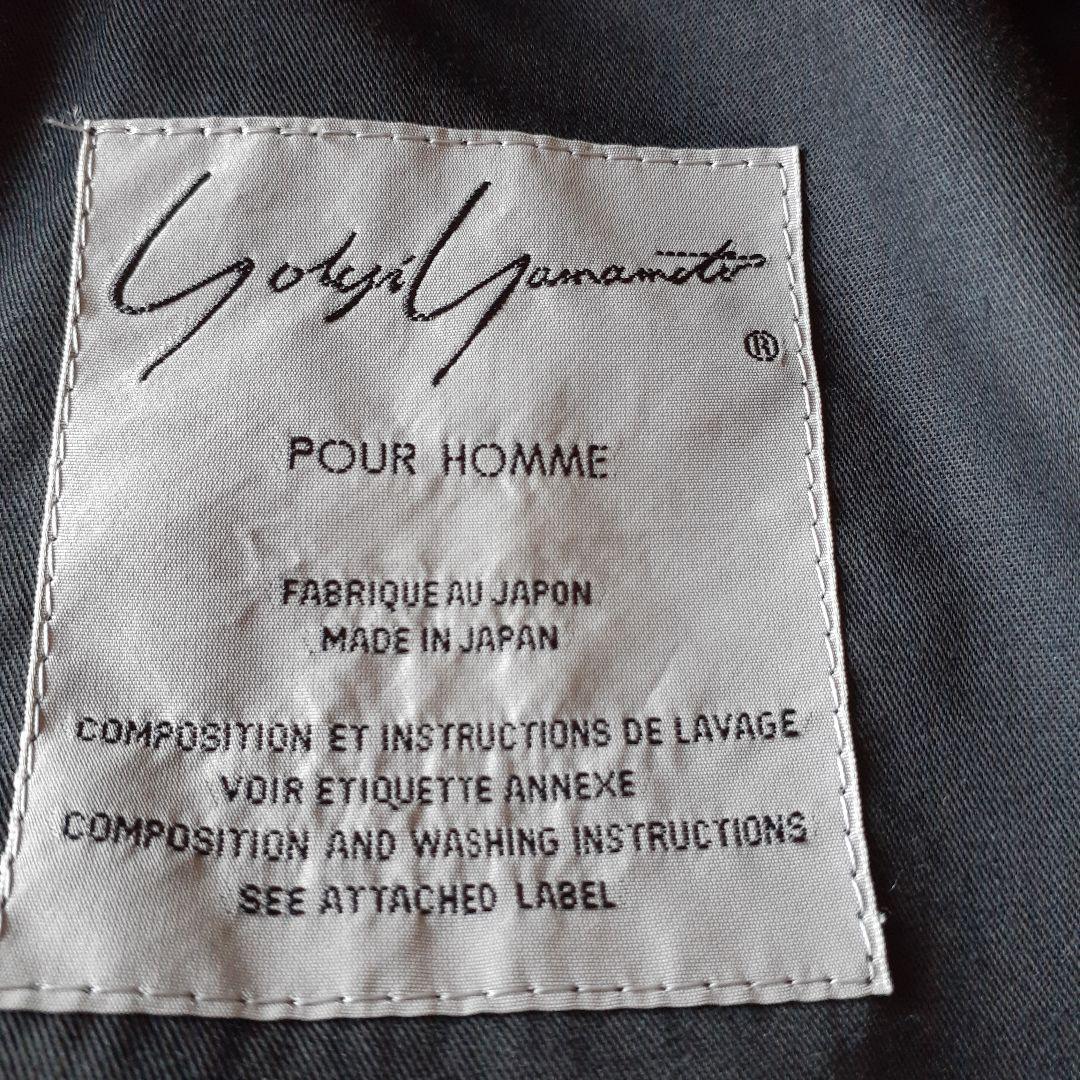 Yohji Yamamoto
®
POUR HOMME
FABRIQUE AU JAPON
MADE IN JAPAN
COMPOSITION ET INSTRUCTIONS DE LAVAGE
VOIR ETIQUETTE ANNEXE
COMPOSITION AND WASHING INSTRUCTIONS
SEE ATTACHED LABEL